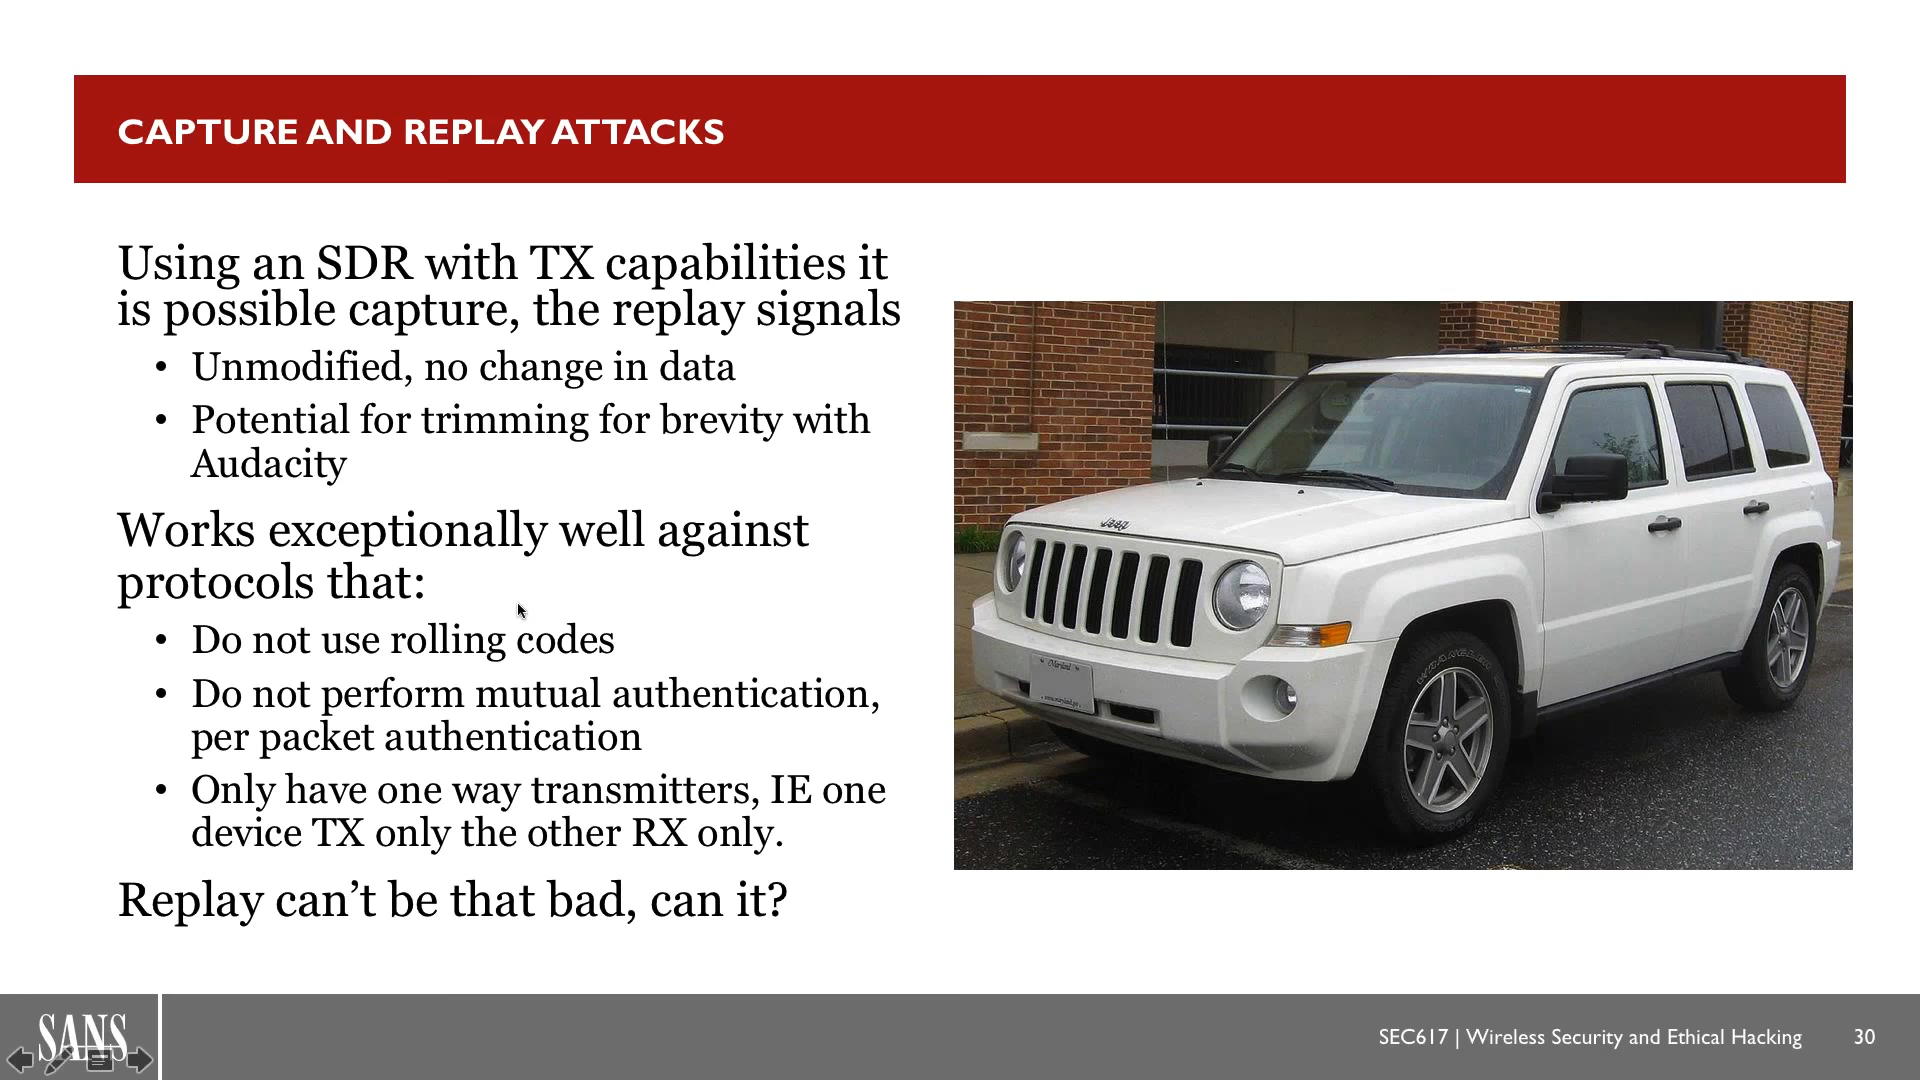 CAPTURE AND REPLAY ATTACKS
Using an SDR with TX capabilities it
is possible capture, the replay signals
• Unmodified, no change in data
• Potential for trimming for brevity with
Audacity
Works exceptionally well against
protocols that:
• Do not use rolling codes
• Do not perform mutual authentication,
per packet authentication
• Only have one way transmitters, IE one
device TX only the other RX only.
Replay can’t be that bad, can it?
Jeep
WRANGLER
Maryland
SANS
SEC617 | Wireless Security and Ethical Hacking
30